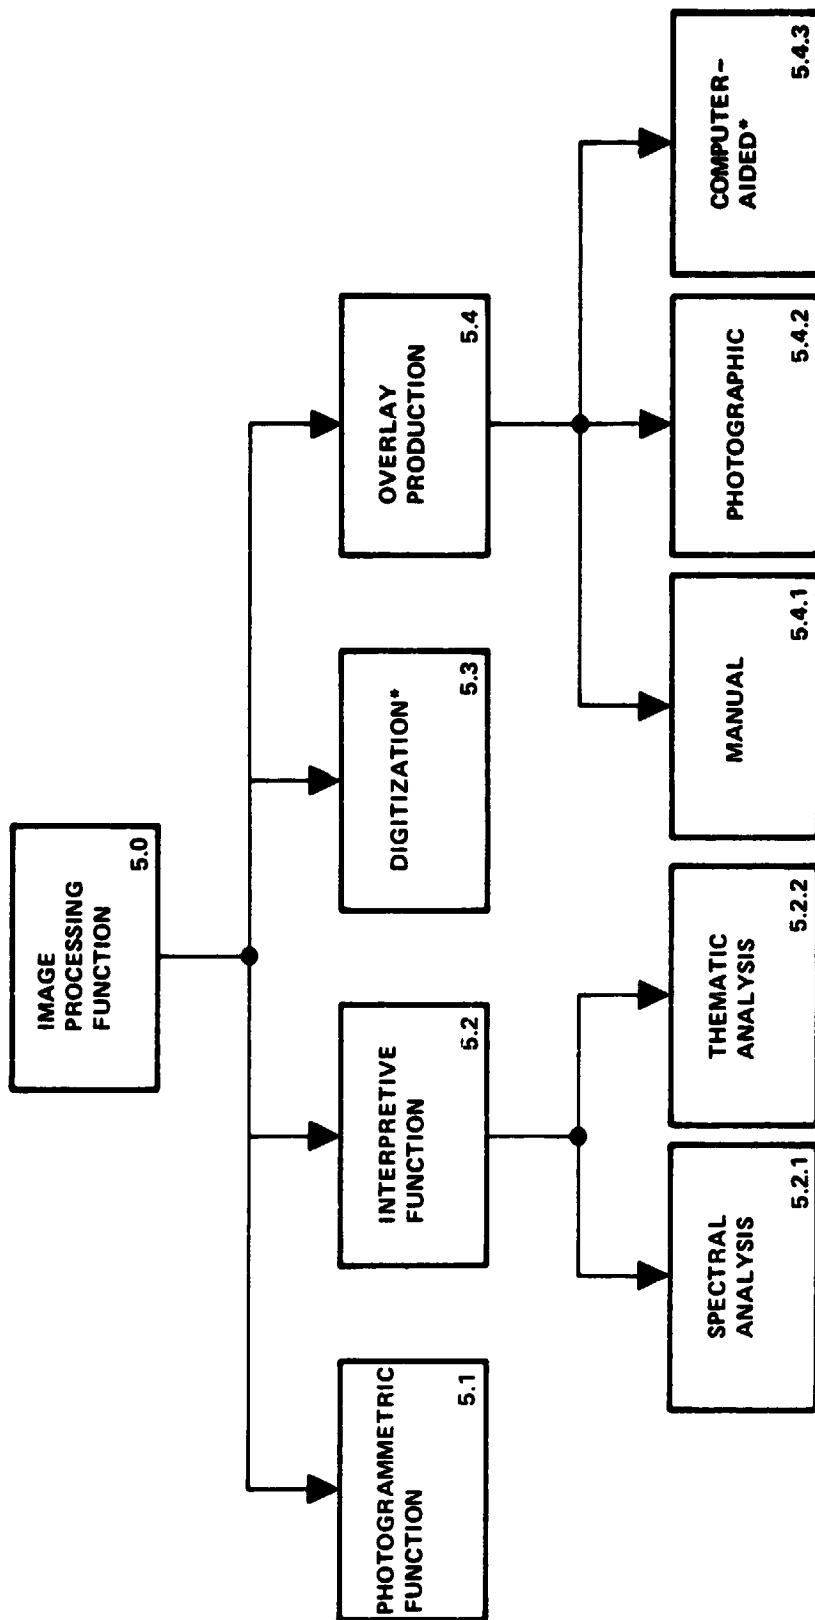 IMAGE
PROCESSING
FUNCTION
5.0
PHOTOGRAMMETRIC
FUNCTION
5.1
INTERPRETIVE
FUNCTION
5.2
DIGITIZATION*
5.3
OVERLAY
PRODUCTION
5.4
SPECTRAL
ANALYSIS
5.2.1
THEMATIC
ANALYSIS
5.2.2
MANUAL
5.4.1
PHOTOGRAPHIC
5.4.2
COMPUTER-
AIDED*
5.4.3